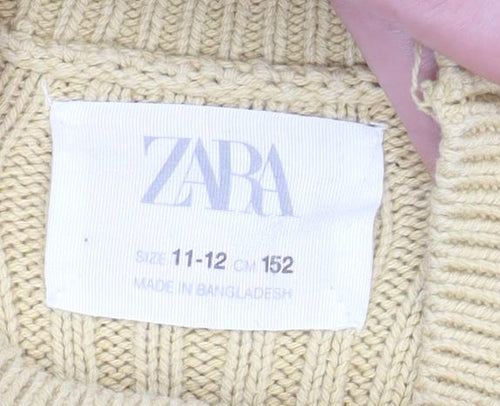 ZARA
SIZE 11-12 CM 152
MADE IN BANGLADESH